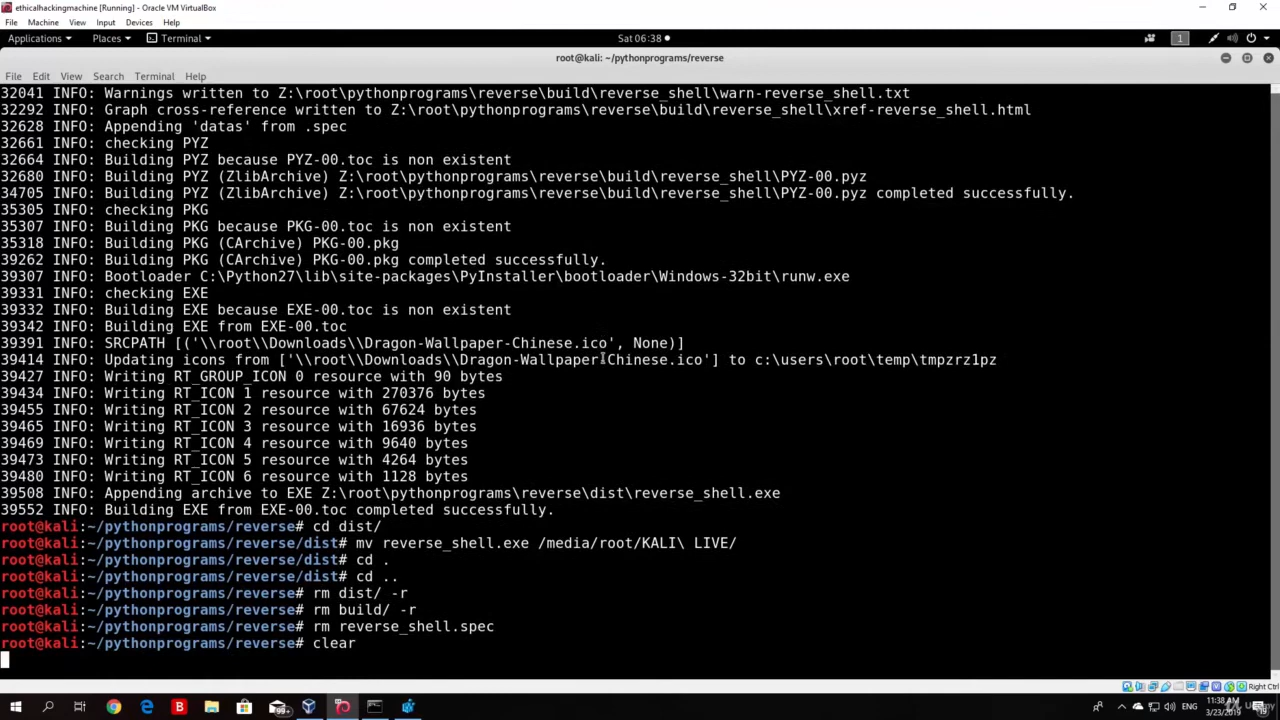 ethicalhackingmachine [Running] - Oracle VM VirtualBox
File Machine View Input Devices Help
Applications Places Terminal Sat 06:38 1
root@kali: ~/pythonprograms/reverse
File Edit View Search Terminal Help
32041 INFO: Warnings written to Z:\root\pythonprograms\reverse\build\reverse_shell\warn-reverse_shell.txt
32292 INFO: Graph cross-reference written to Z:\root\pythonprograms\reverse\build\reverse_shell\xref-reverse_shell.html
32628 INFO: Appending 'datas' from .spec
32661 INFO: checking PYZ
32664 INFO: Building PYZ because PYZ-00.toc is non existent
32680 INFO: Building PYZ (ZlibArchive) Z:\root\pythonprograms\reverse\build\reverse_shell\PYZ-00.pyz
34705 INFO: Building PYZ (ZlibArchive) Z:\root\pythonprograms\reverse\build\reverse_shell\PYZ-00.pyz completed successfully.
35305 INFO: checking PKG
35307 INFO: Building PKG because PKG-00.toc is non existent
35318 INFO: Building PKG (CArchive) PKG-00.pkg
39262 INFO: Building PKG (CArchive) PKG-00.pkg completed successfully.
39307 INFO: Bootloader C:\Python27\lib\site-packages\PyInstaller\bootloader\Windows-32bit\runw.exe
39331 INFO: checking EXE
39332 INFO: Building EXE because EXE-00.toc is non existent
39342 INFO: Building EXE from EXE-00.toc
39391 INFO: SRCPATH [('\\root\\Downloads\\Dragon-Wallpaper-Chinese.ico', None)]
39414 INFO: Updating icons from ['\\root\\Downloads\\Dragon-Wallpaper-Chinese.ico'] to c:\users\root\temp\tmpzrz1pz
39427 INFO: Writing RT_GROUP_ICON 0 resource with 90 bytes
39434 INFO: Writing RT_ICON 1 resource with 270376 bytes
39455 INFO: Writing RT_ICON 2 resource with 67624 bytes
39465 INFO: Writing RT_ICON 3 resource with 16936 bytes
39469 INFO: Writing RT_ICON 4 resource with 9640 bytes
39473 INFO: Writing RT_ICON 5 resource with 4264 bytes
39480 INFO: Writing RT_ICON 6 resource with 1128 bytes
39508 INFO: Appending archive to EXE Z:\root\pythonprograms\reverse\dist\reverse_shell.exe
39552 INFO: Building EXE from EXE-00.toc completed successfully.
root@kali:~/pythonprograms/reverse# cd dist/
root@kali:~/pythonprograms/reverse/dist# mv reverse_shell.exe /media/root/KALI\ LIVE/
root@kali:~/pythonprograms/reverse/dist# cd .
root@kali:~/pythonprograms/reverse/dist# cd ..
root@kali:~/pythonprograms/reverse# rm dist/ -r
root@kali:~/pythonprograms/reverse# rm build/ -r
root@kali:~/pythonprograms/reverse# rm reverse_shell.spec
root@kali:~/pythonprograms/reverse# clear
Right Ctrl
99+
ENG
11:38 AM
3/23/2019
Udemy